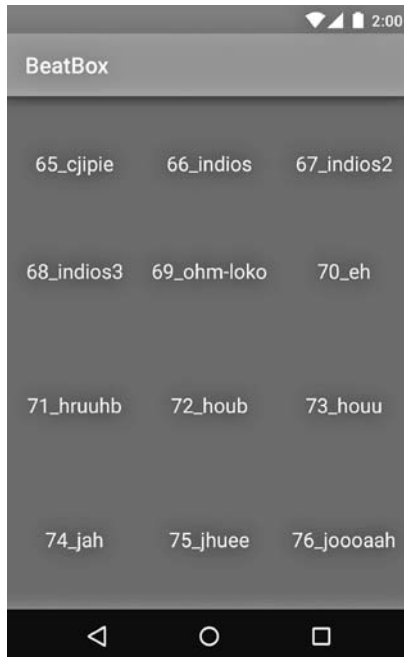 2:00
BeatBox
65_cjipie 66_indios 67_indios2
68_indios3 69_ohm-loko 70_eh
71_hruuhb 72_houb 73_houu
74_jah 75_jhuee 76_joooaah